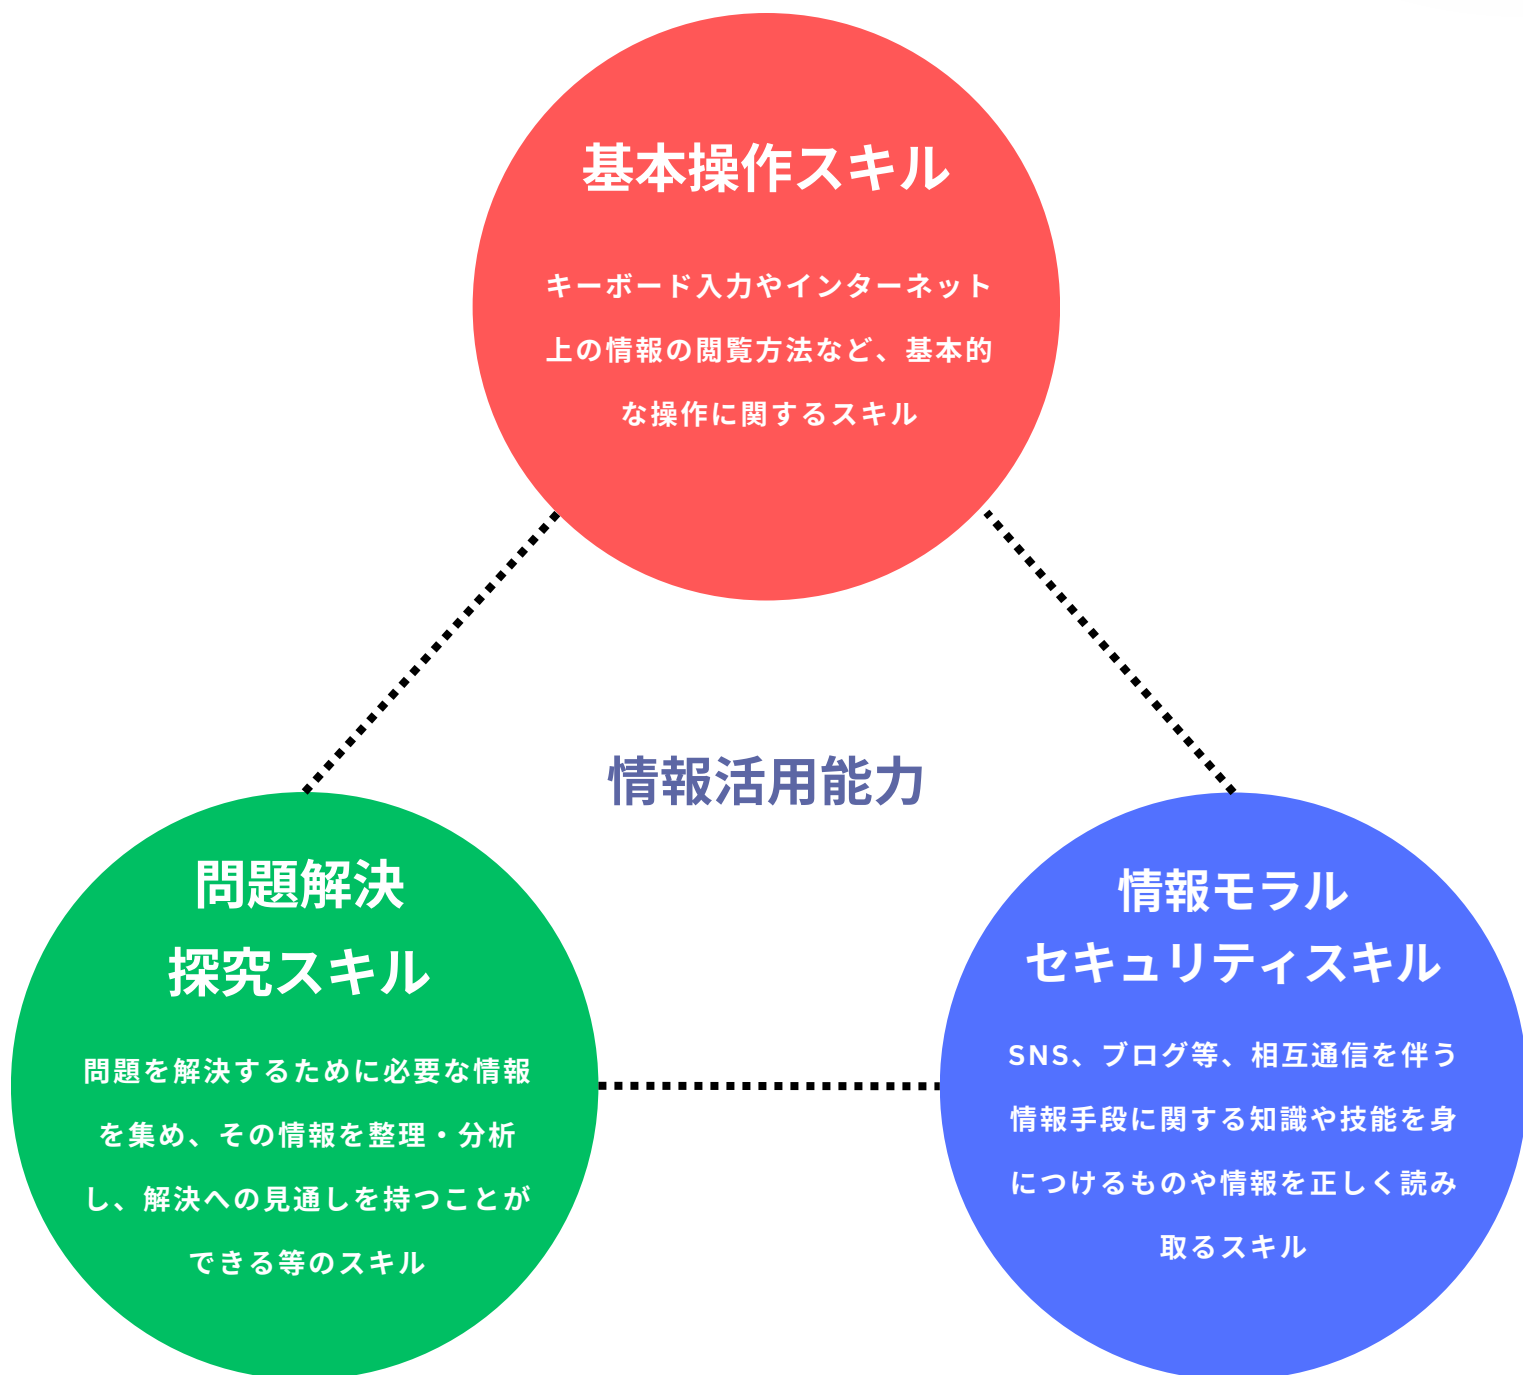 基本操作スキル
キーボード入力やインターネット
上の情報の閲覧方法など、基本的
な操作に関するスキル
情報活用能力
問題解決
探究スキル
問題を解決するために必要な情報
を集め、その情報を整理・分析
し、解決への見通しを持つことが
できる等のスキル
情報モラル
セキュリティスキル
SNS、ブログ等、相互通信を伴う
情報手段に関する知識や技能を身
につけるものや情報を正しく読み
取るスキル